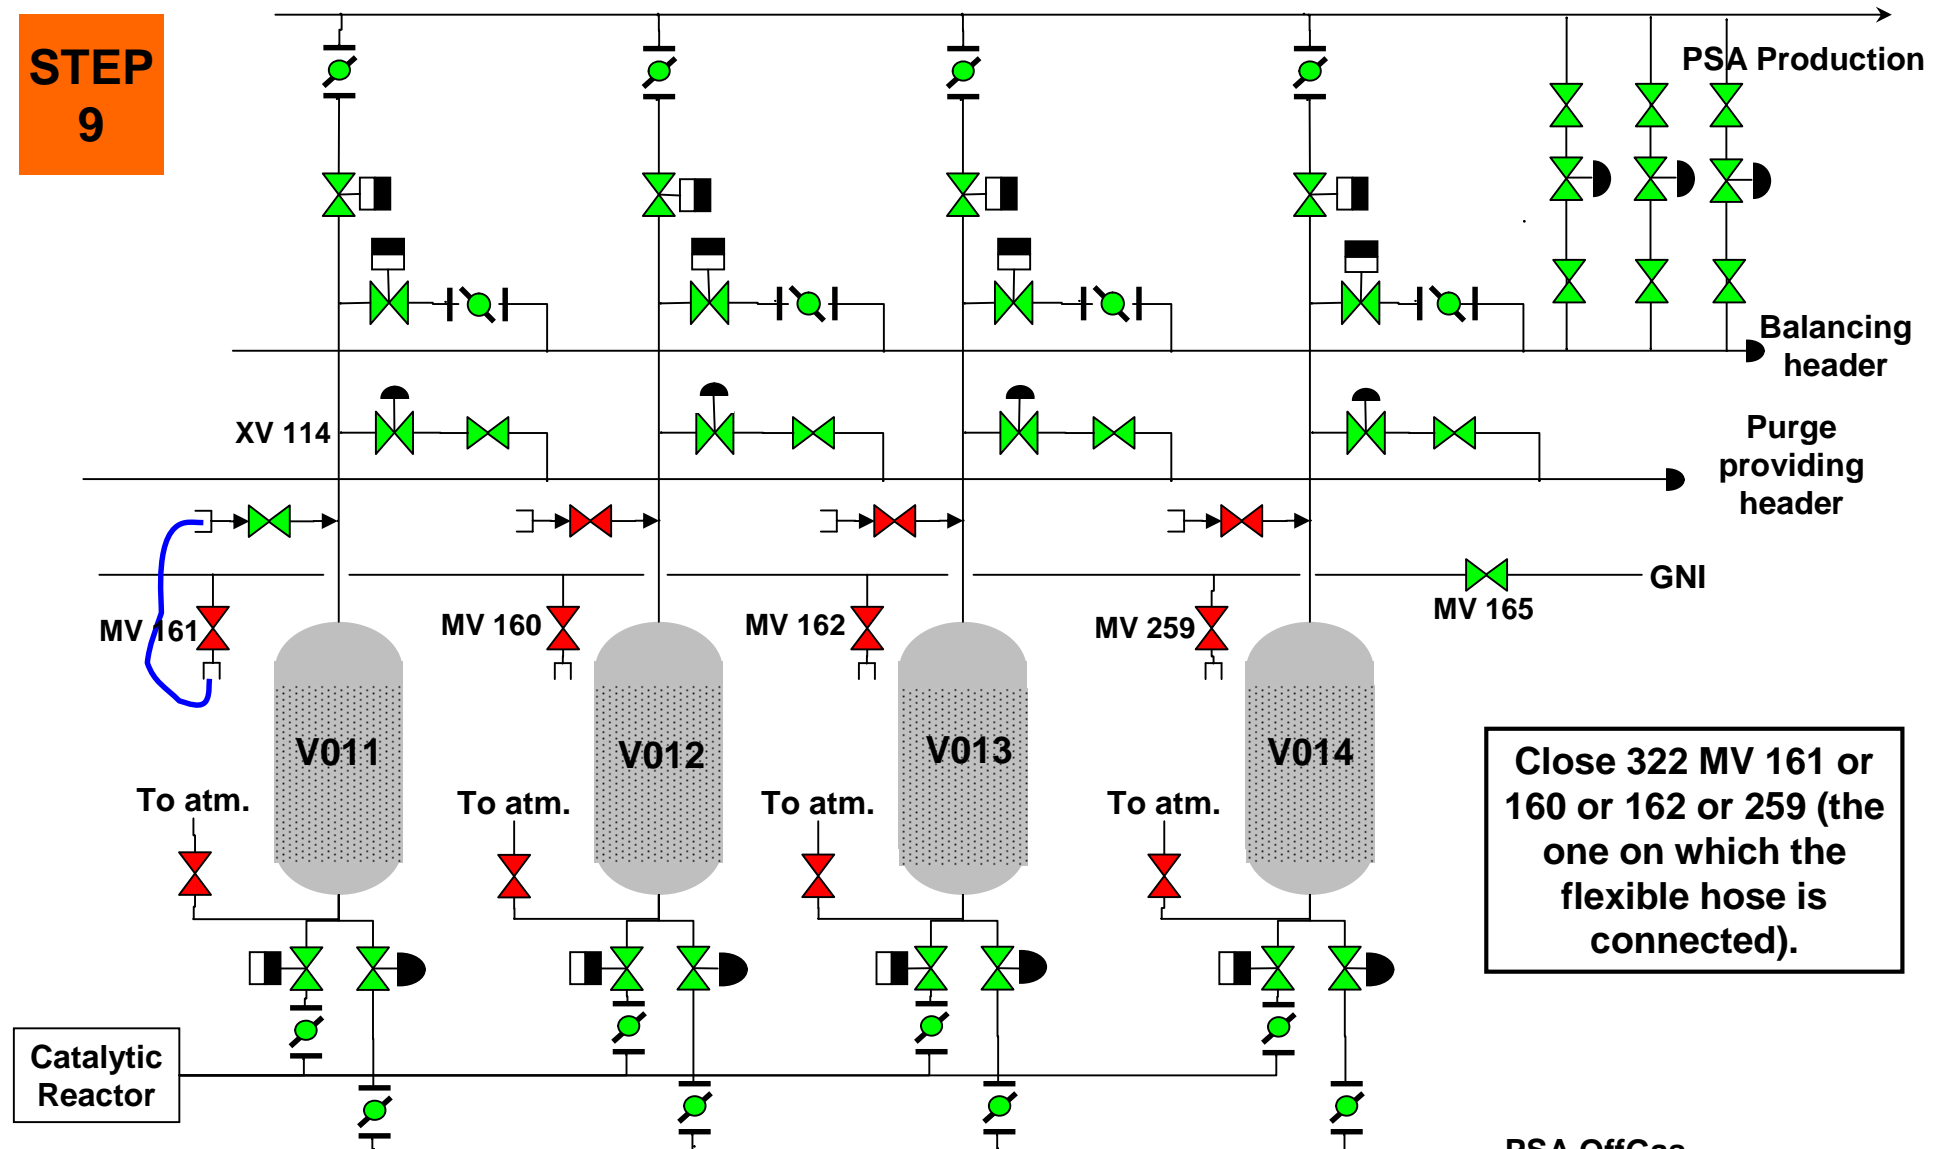 STEP
9
PSA Production
Balancing
header
XV 114
Purge
providing
header
GNI
MV 161
MV 160
MV 162
MV 259
MV 165
V011
V012
V013
V014
To atm.
To atm.
To atm.
To atm.
Close 322 MV 161 or
160 or 162 or 259 (the
one on which the
flexible hose is
connected).
Catalytic
Reactor
PSA OffGas